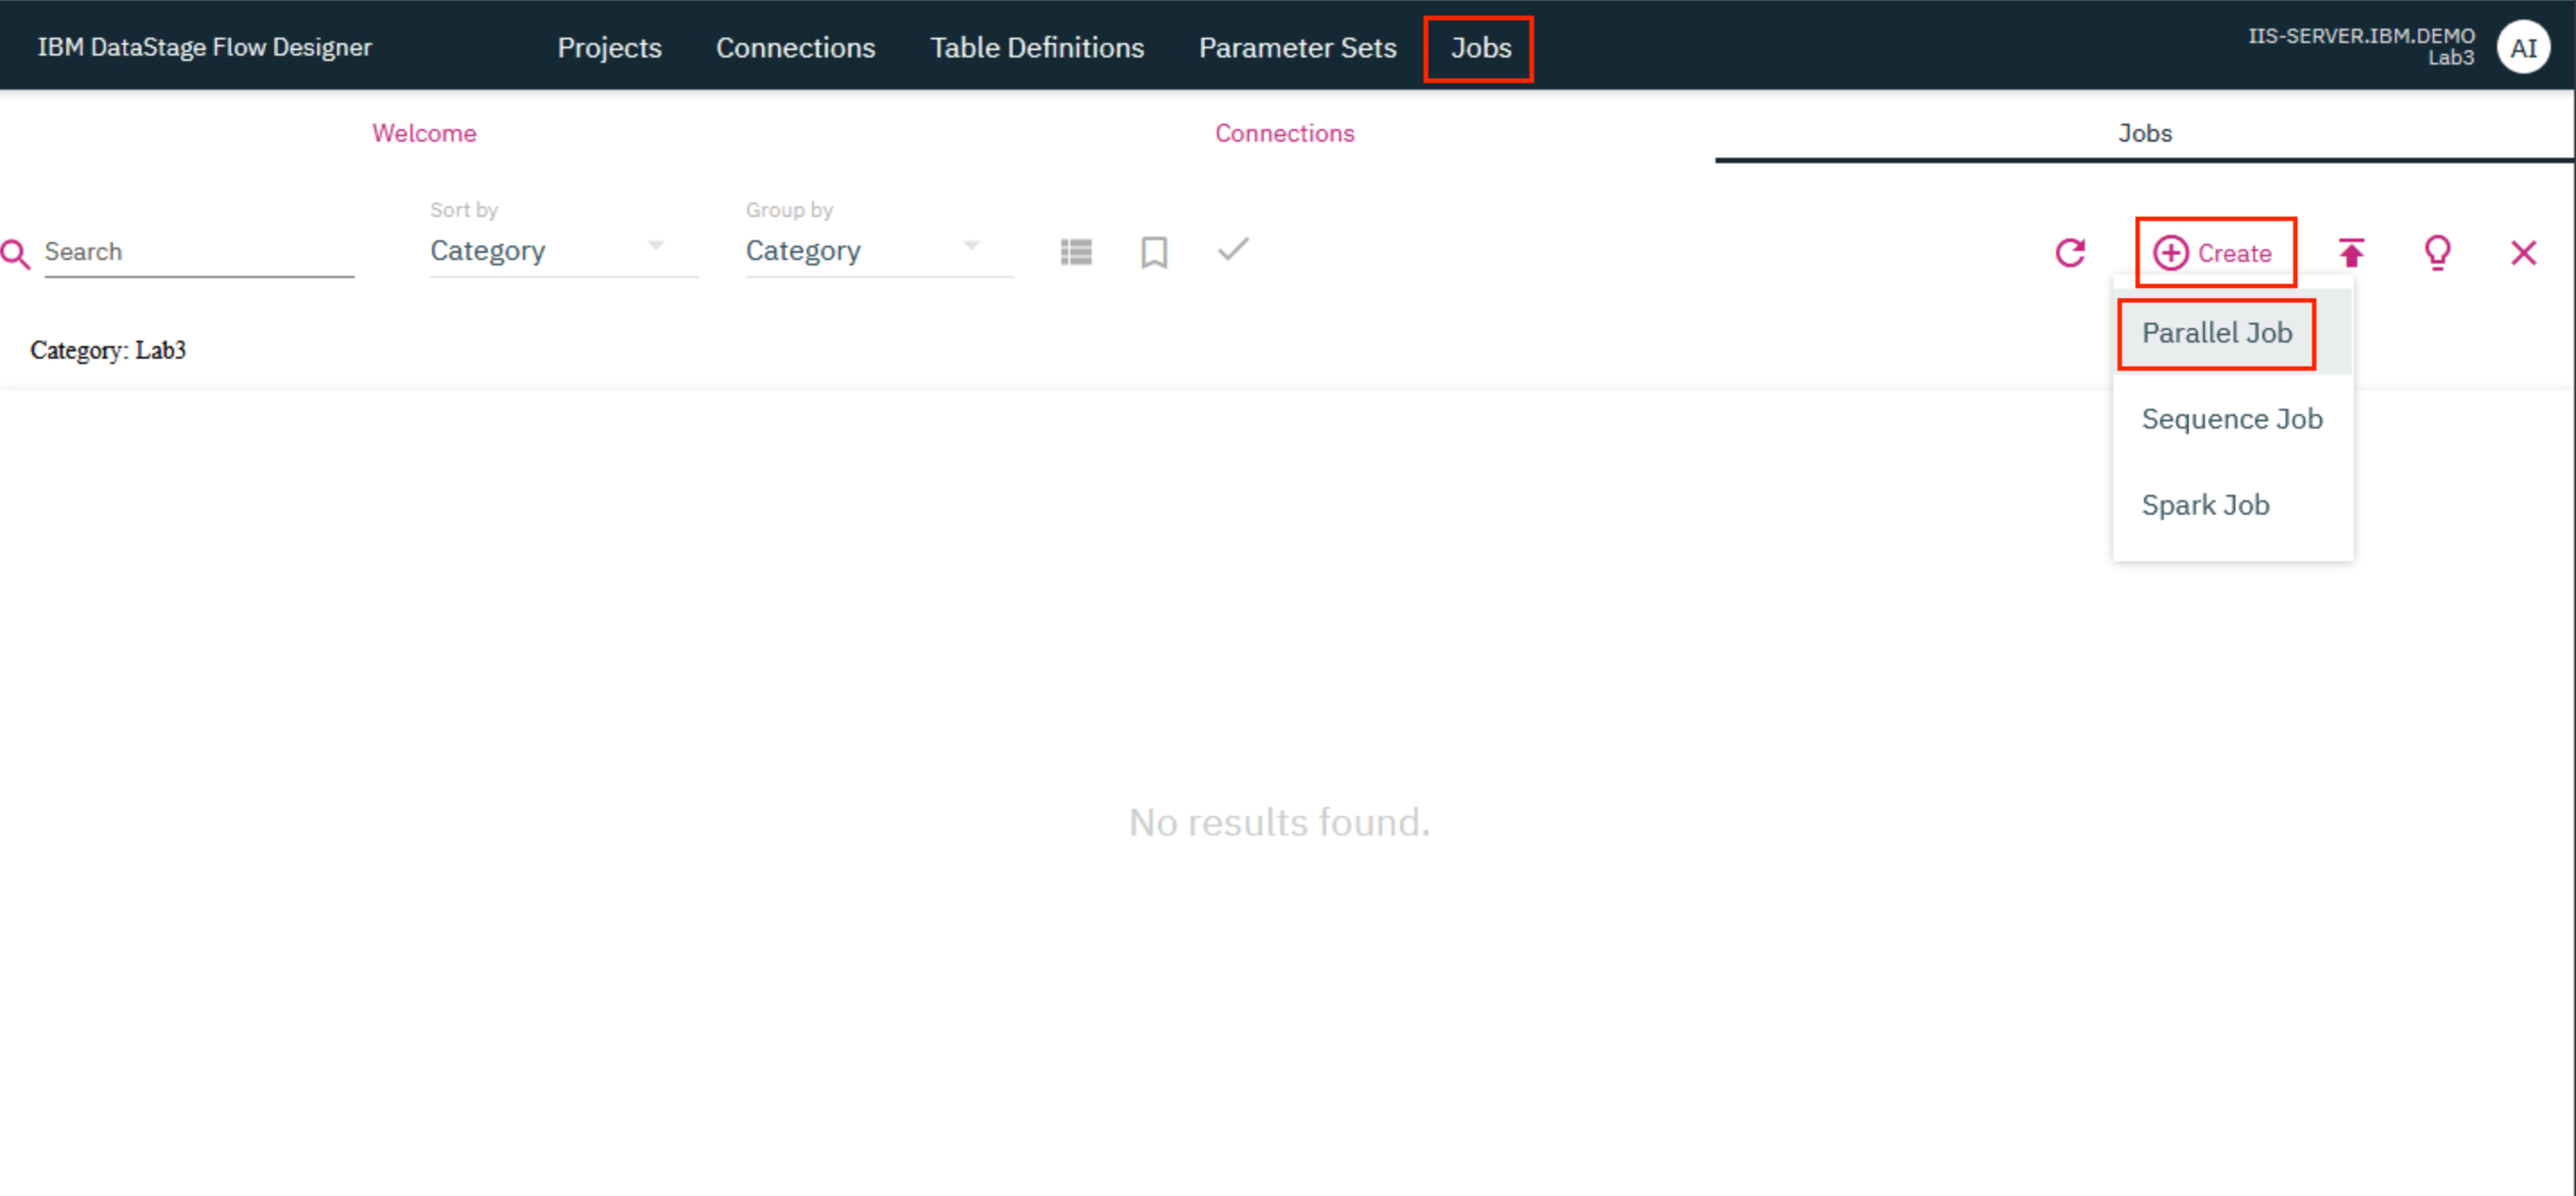 IBM DataStage Flow Designer
Projects
Connections
Table Definitions
Parameter Sets
Jobs
IIS-SERVER.IBM.DEMO
Lab3
AI
Welcome
Connections
Jobs
Search
Sort by
Category
Group by
Category
Create
Parallel Job
Sequence Job
Spark Job
Category: Lab3
No results found.